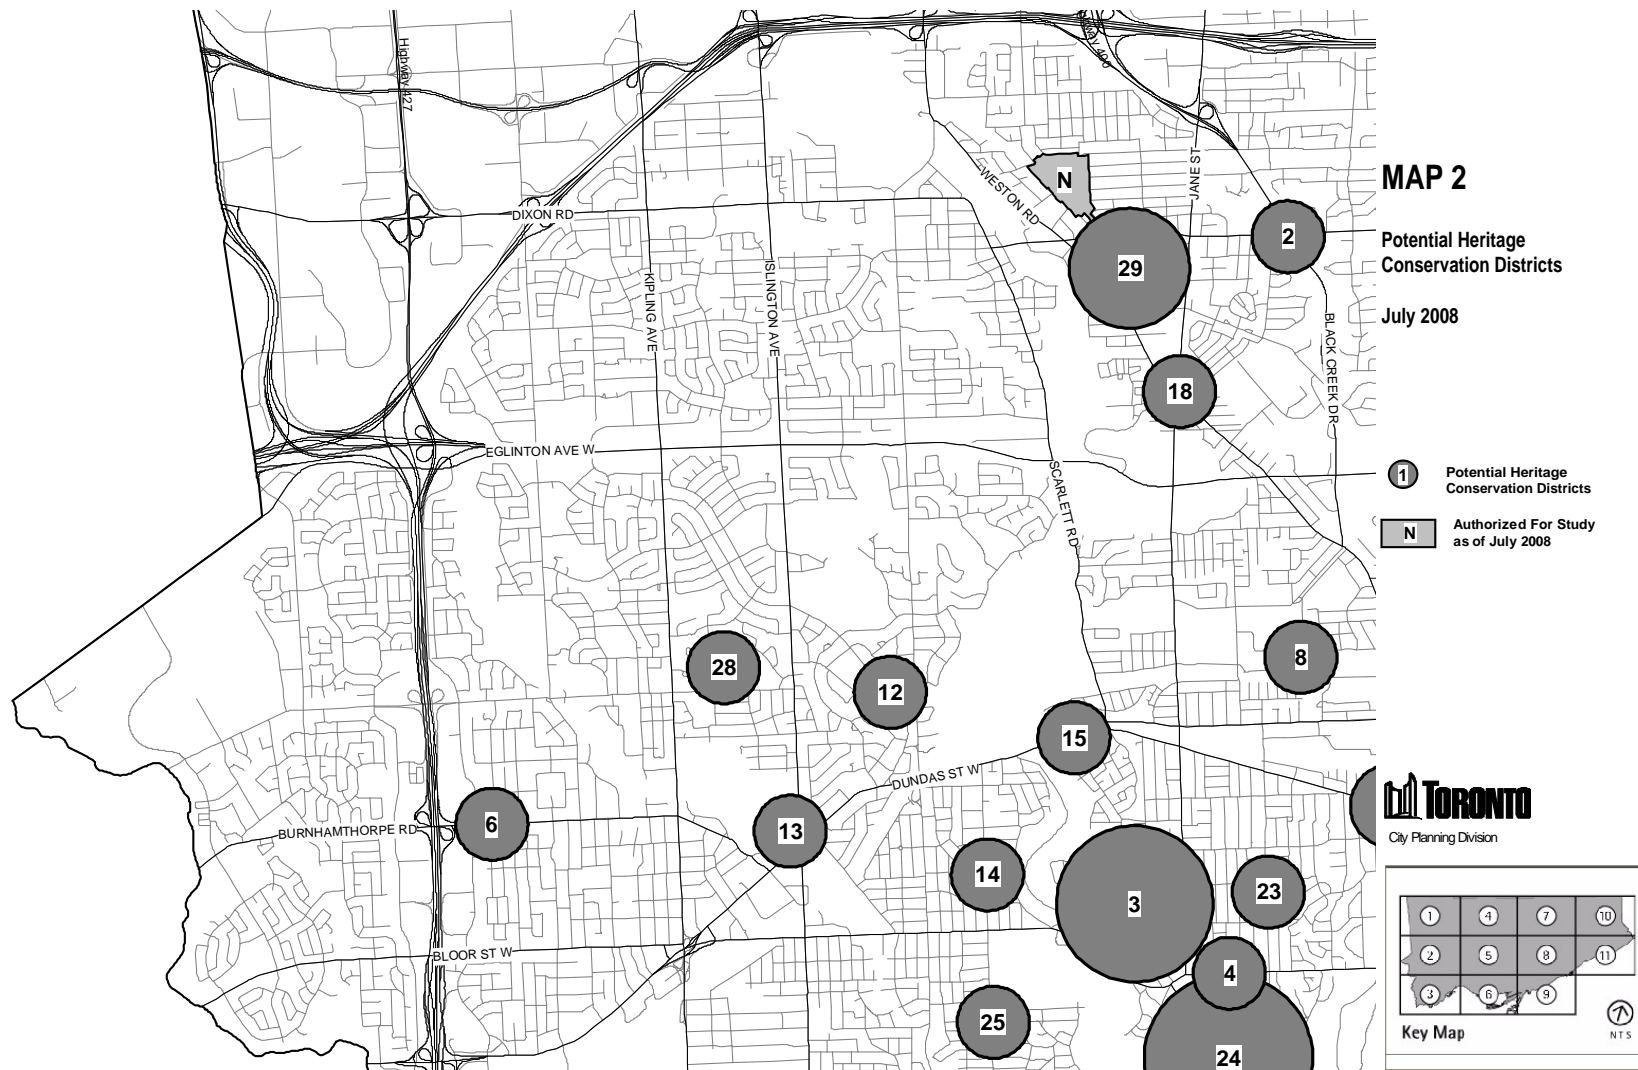 Highway 427
WESTON RD
N
JANE ST
DIXON RD
2
29
KIPLING AVE
ISLINGTON AVE
BLACK CREEK DR
18
EGLINTON AVE W
SCARLETT RD
28
12
8
15
DUNDAS ST W
6
BURNHAMTHORPE RD
13
14
3
23
BLOOR ST W
4
25
24
MAP 2
Potential Heritage
Conservation Districts
July 2008
1
Potential Heritage
Conservation Districts
N
Authorized For Study
as of July 2008
TORONTO
City Planning Division
1 4 7 10
2 5 8 11
3 6 9
Key Map
NTS